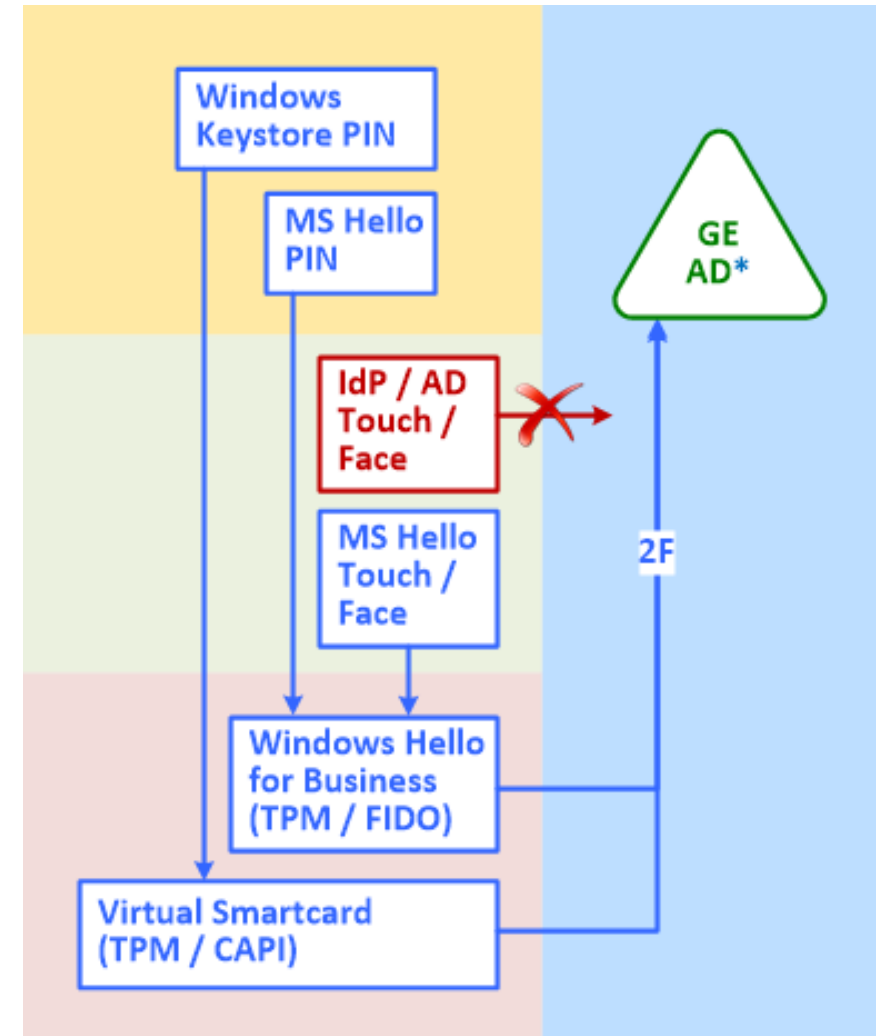 Windows
Keystore PIN
MS Hello
PIN
GE
AD*
IdP / AD
Touch /
Face
MS Hello
Touch /
Face
2F
Windows Hello
for Business
(TPM / FIDO)
Virtual Smartcard
(TPM / CAPI)